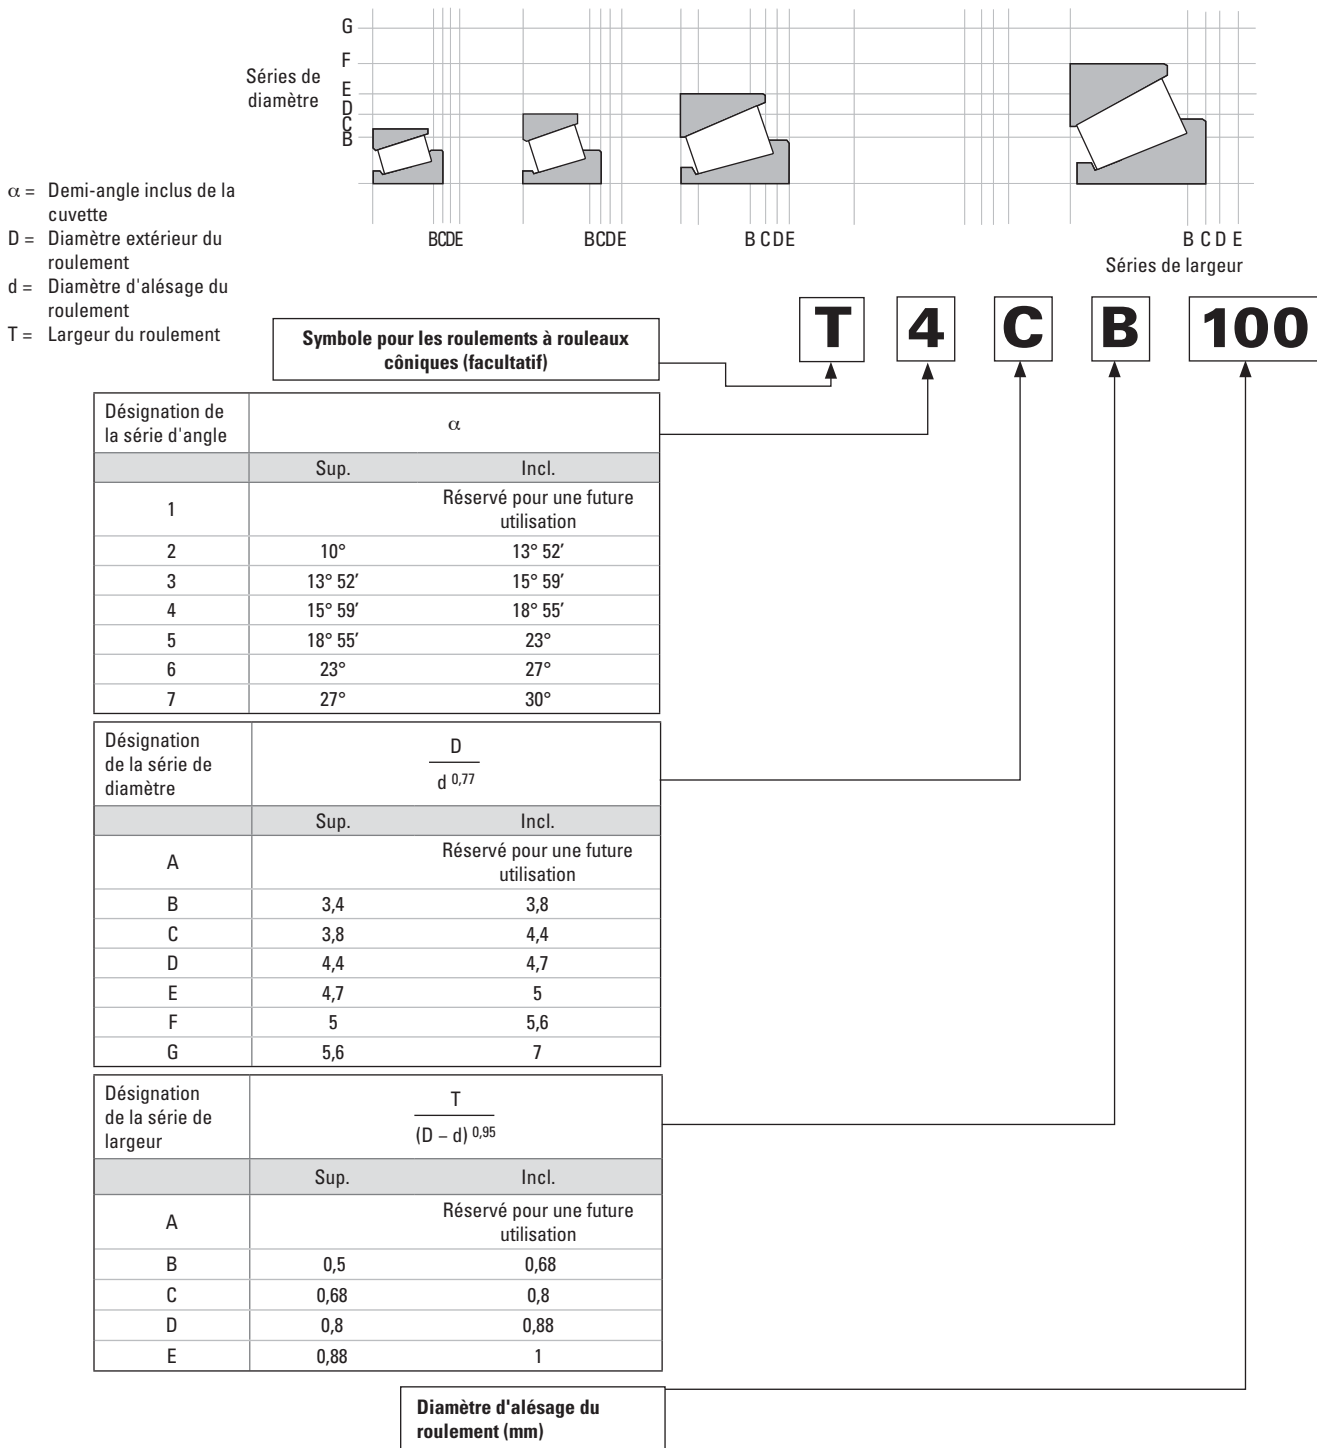 G
F
E
D
C
B
Séries de
diamètre
α = Demi-angle inclus de la
cuvette
D = Diamètre extérieur du
roulement
d = Diamètre d'alésage du
roulement
T = Largeur du roulement
BCDE BCDE B C D E B C D E
Séries de largeur
T 4 C B 100
Symbole pour les roulements à rouleaux
côniques (facultatif)
Désignation de
la série d'angle
α
Sup. Incl.
1 Réservé pour une future
utilisation
2 10° 13° 52′
3 13° 52′ 15° 59′
4 15° 59′ 18° 55′
5 18° 55′ 23°
6 23° 27°
7 27° 30°
Désignation
de la série de
diamètre
D
d 0,77
Sup. Incl.
A Réservé pour une future
utilisation
B 3,4 3,8
C 3,8 4,4
D 4,4 4,7
E 4,7 5
F 5 5,6
G 5,6 7
Désignation
de la série de
largeur
T
(D – d) 0,95
Sup. Incl.
A Réservé pour une future
utilisation
B 0,5 0,68
C 0,68 0,8
D 0,8 0,88
E 0,88 1
Diamètre d'alésage du
roulement (mm)